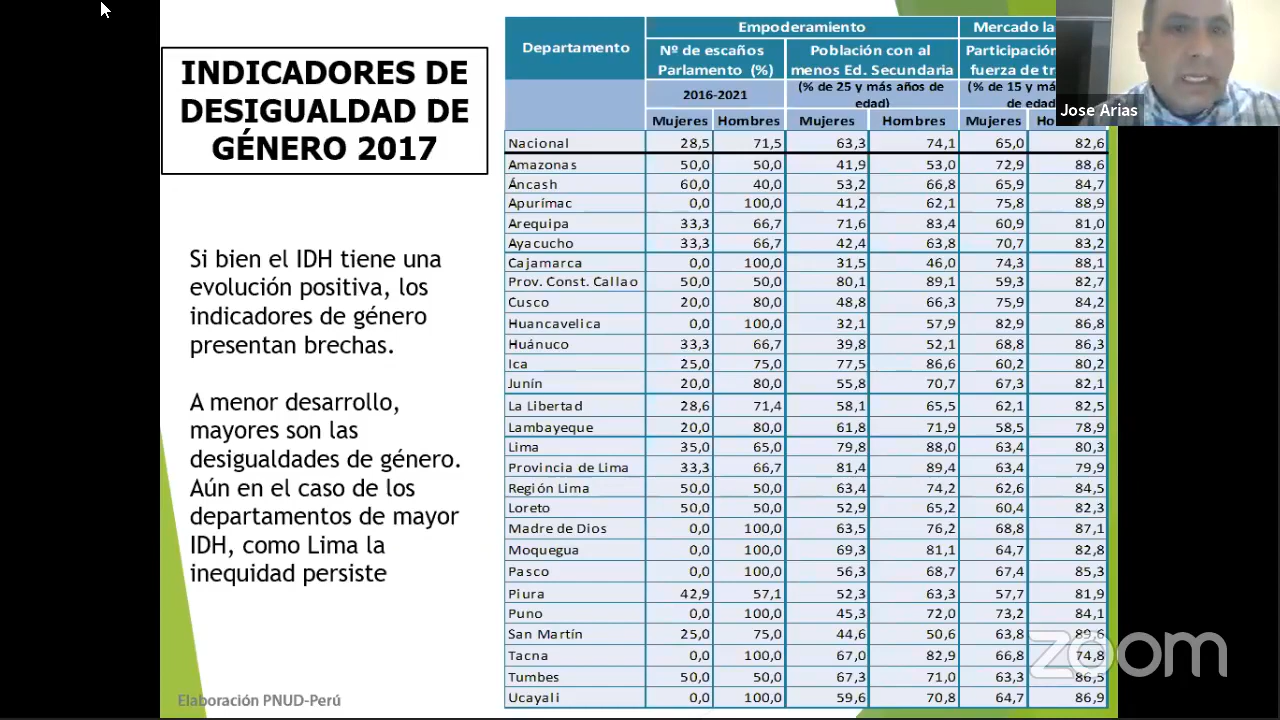 INDICADORES DE
DESIGUALDAD DE
GÉNERO 2017
Si bien el IDH tiene una
evolución positiva, los
indicadores de género
presentan brechas.
A menor desarrollo,
mayores son las
desigualdades de género.
Aún en el caso de los
departamentos de mayor
IDH, como Lima la
inequidad persiste
Elaboración PNUD-Perú
Empoderamiento Mercado la
Departamento Nº de escaños Población con al Participación
Parlamento (%) menos Ed. Secundaria fuerza de tr
2016-2021 (% de 25 y más años de edad) (% de 15 y má de edad
Mujeres Hombres Mujeres Hombres Mujeres Ho
Nacional 28,5 71,5 63,3 74,1 65,0 82,6
Amazonas 50,0 50,0 41,9 53,0 72,9 88,6
Áncash 60,0 40,0 53,2 66,8 65,9 84,7
Apurímac 0,0 100,0 41,2 62,1 75,8 88,9
Arequipa 33,3 66,7 71,6 83,4 60,9 81,0
Ayacucho 33,3 66,7 42,4 63,8 70,7 83,2
Cajamarca 0,0 100,0 31,5 46,0 74,3 88,1
Prov. Const. Callao 50,0 50,0 80,1 89,1 59,3 82,7
Cusco 20,0 80,0 48,8 66,3 75,9 84,2
Huancavelica 0,0 100,0 32,1 57,9 82,9 86,8
Huánuco 33,3 66,7 39,8 52,1 68,8 86,3
Ica 25,0 75,0 77,5 86,6 60,2 80,2
Junín 20,0 80,0 55,8 70,7 67,3 82,1
La Libertad 28,6 71,4 58,1 65,5 62,1 82,5
Lambayeque 20,0 80,0 61,8 71,9 58,5 78,9
Lima 35,0 65,0 79,8 88,0 63,4 80,3
Provincia de Lima 33,3 66,7 81,4 89,4 63,4 79,9
Región Lima 50,0 50,0 63,4 74,2 62,6 84,5
Loreto 50,0 50,0 52,9 65,2 60,4 82,3
Madre de Dios 0,0 100,0 63,5 76,2 68,8 87,1
Moquegua 0,0 100,0 69,3 81,1 64,7 82,8
Pasco 0,0 100,0 56,3 68,7 67,4 85,3
Piura 42,9 57,1 52,3 63,3 57,7 81,9
Puno 0,0 100,0 45,3 72,0 73,2 84,1
San Martín 25,0 75,0 44,6 50,6 63,8 89,6
Tacna 0,0 100,0 67,0 82,9 66,8 74,8
Tumbes 50,0 50,0 67,3 71,0 63,3 86,5
Ucayali 0,0 100,0 59,6 70,8 64,7 86,9
Jose Arias
zoom